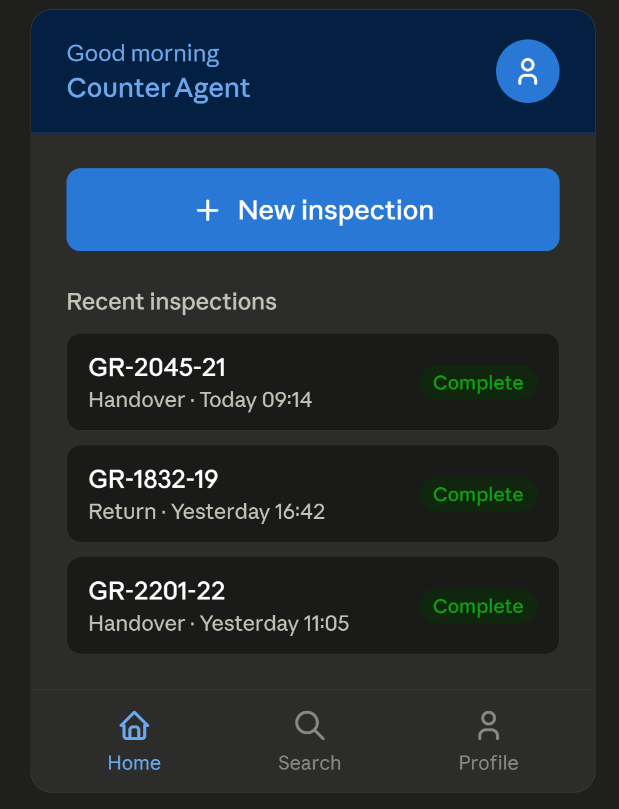 Good morning
Counter Agent
+ New inspection
Recent inspections
GR-2045-21
Handover · Today 09:14
Complete
GR-1832-19
Return · Yesterday 16:42
Complete
GR-2201-22
Handover · Yesterday 11:05
Complete
Home
Search
Profile